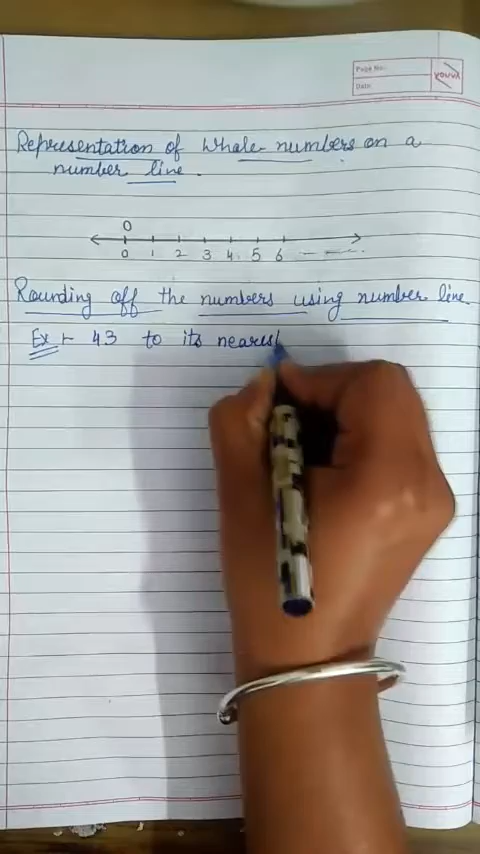 Page No.:
Date:
YOUVA
Representation of Whole numbers on a
number line.
0
0 1 2 3 4 5 6
Rounding off the numbers using number line
Ex:- 43 to its nearest